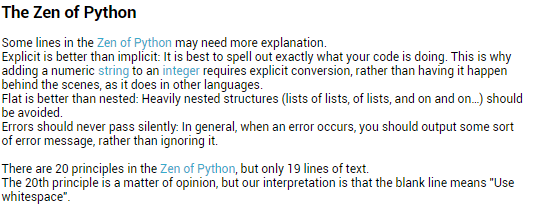 The Zen of Python
Some lines in the Zen of Python may need more explanation.
Explicit is better than implicit: It is best to spell out exactly what your code is doing. This is why
adding a numeric string to an integer requires explicit conversion, rather than having it happen
behind the scenes, as it does in other languages.
Flat is better than nested: Heavily nested structures (lists of lists, of lists, and on and on…) should
be avoided.
Errors should never pass silently: In general, when an error occurs, you should output some sort
of error message, rather than ignoring it.
There are 20 principles in the Zen of Python, but only 19 lines of text.
The 20th principle is a matter of opinion, but our interpretation is that the blank line means "Use
whitespace".